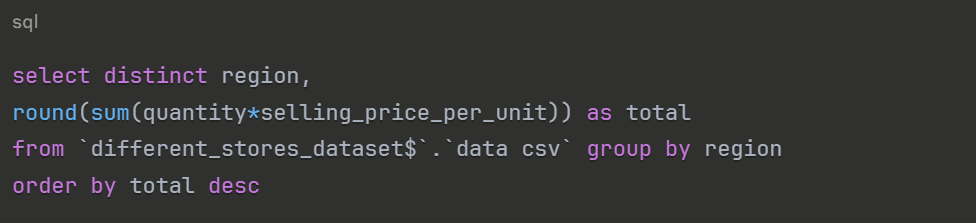 sql
select distinct region,
round(sum(quantity*selling_price_per_unit)) as total
from `different_stores_dataset$`.`data csv` group by region
order by total desc